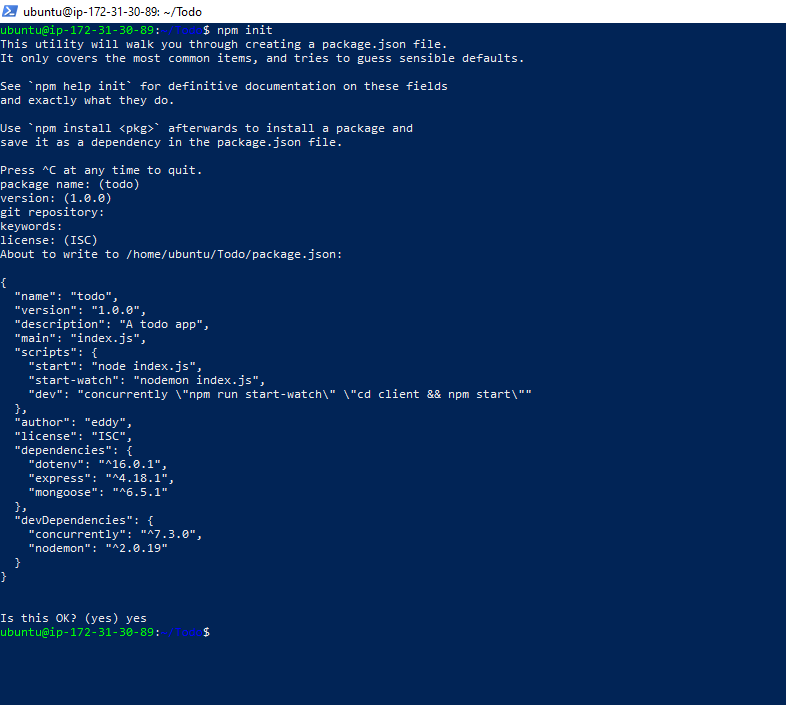 ubuntu@ip-172-31-30-89: ~/Todo
ubuntu@ip-172-31-30-89:~/Todo$ npm init
This utility will walk you through creating a package.json file.
It only covers the most common items, and tries to guess sensible defaults.
See `npm help init` for definitive documentation on these fields
and exactly what they do.
Use `npm install <pkg>` afterwards to install a package and
save it as a dependency in the package.json file.
Press ^C at any time to quit.
package name: (todo)
version: (1.0.0)
git repository:
keywords:
license: (ISC)
About to write to /home/ubuntu/Todo/package.json:
{
  "name": "todo",
  "version": "1.0.0",
  "description": "A todo app",
  "main": "index.js",
  "scripts": {
    "start": "node index.js",
    "start-watch": "nodemon index.js",
    "dev": "concurrently \"npm run start-watch\" \"cd client && npm start\""
  },
  "author": "eddy",
  "license": "ISC",
  "dependencies": {
    "dotenv": "^16.0.1",
    "express": "^4.18.1",
    "mongoose": "^6.5.1"
  },
  "devDependencies": {
    "concurrently": "^7.3.0",
    "nodemon": "^2.0.19"
  }
}
Is this OK? (yes) yes
ubuntu@ip-172-31-30-89:~/Todo$